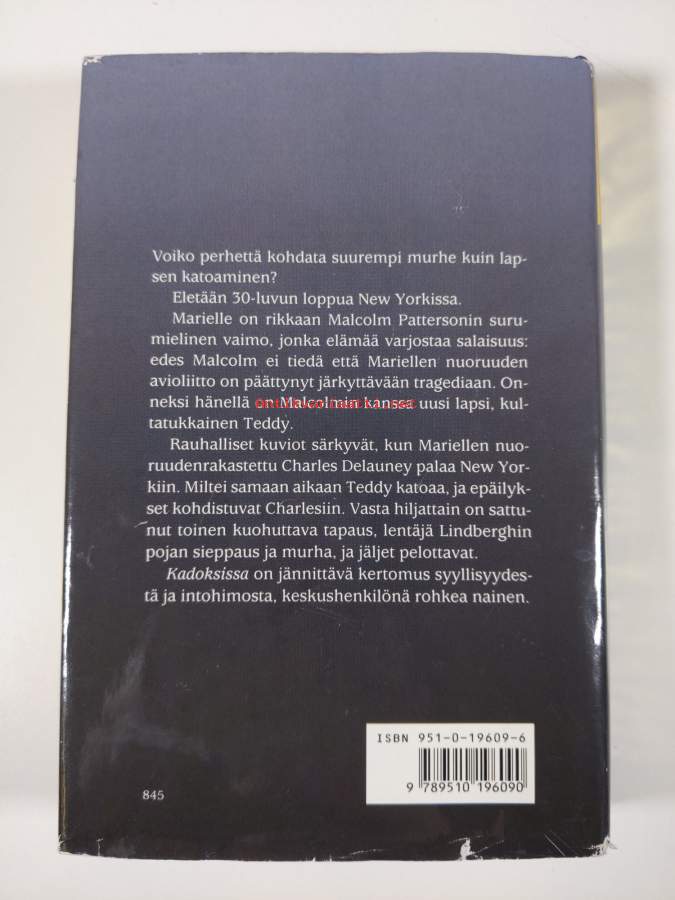 Voiko perhettä kohdata suurempi murhe kuin lap-
sen katoaminen?
Eletään 30-luvun loppua New Yorkissa.
Marielle on rikkaan Malcolm Pattersonin suru-
mielinen vaimo, jonka elämää varjostaa salaisuus:
edes Malcolm ei tiedä että Mariellen nuoruuden
avioliitto on päättynyt järkyttävään tragediaan. On-
neksi hänellä on Malcolmin kanssa uusi lapsi, kul-
tatukkainen Teddy.
Rauhalliset kuviot särkyvät, kun Mariellen nuo-
ruudenrakastettu Charles Delauney palaa New Yor-
kiin. Miltei samaan aikaan Teddy katoaa, ja epäilyk-
set kohdistuvat Charlesiin. Vasta hiljattain on sattu-
nut toinen kuohuttava tapaus, lentäjä Lindberghin
pojan sieppaus ja murha, ja jäljet pelottavat.
Kadoksissa on jännittävä kertomus syyllisyydes-
tä ja intohimosta, keskushenkilönä rohkea nainen.
ISBN 951-0-19609-6
9 789510 196090
845